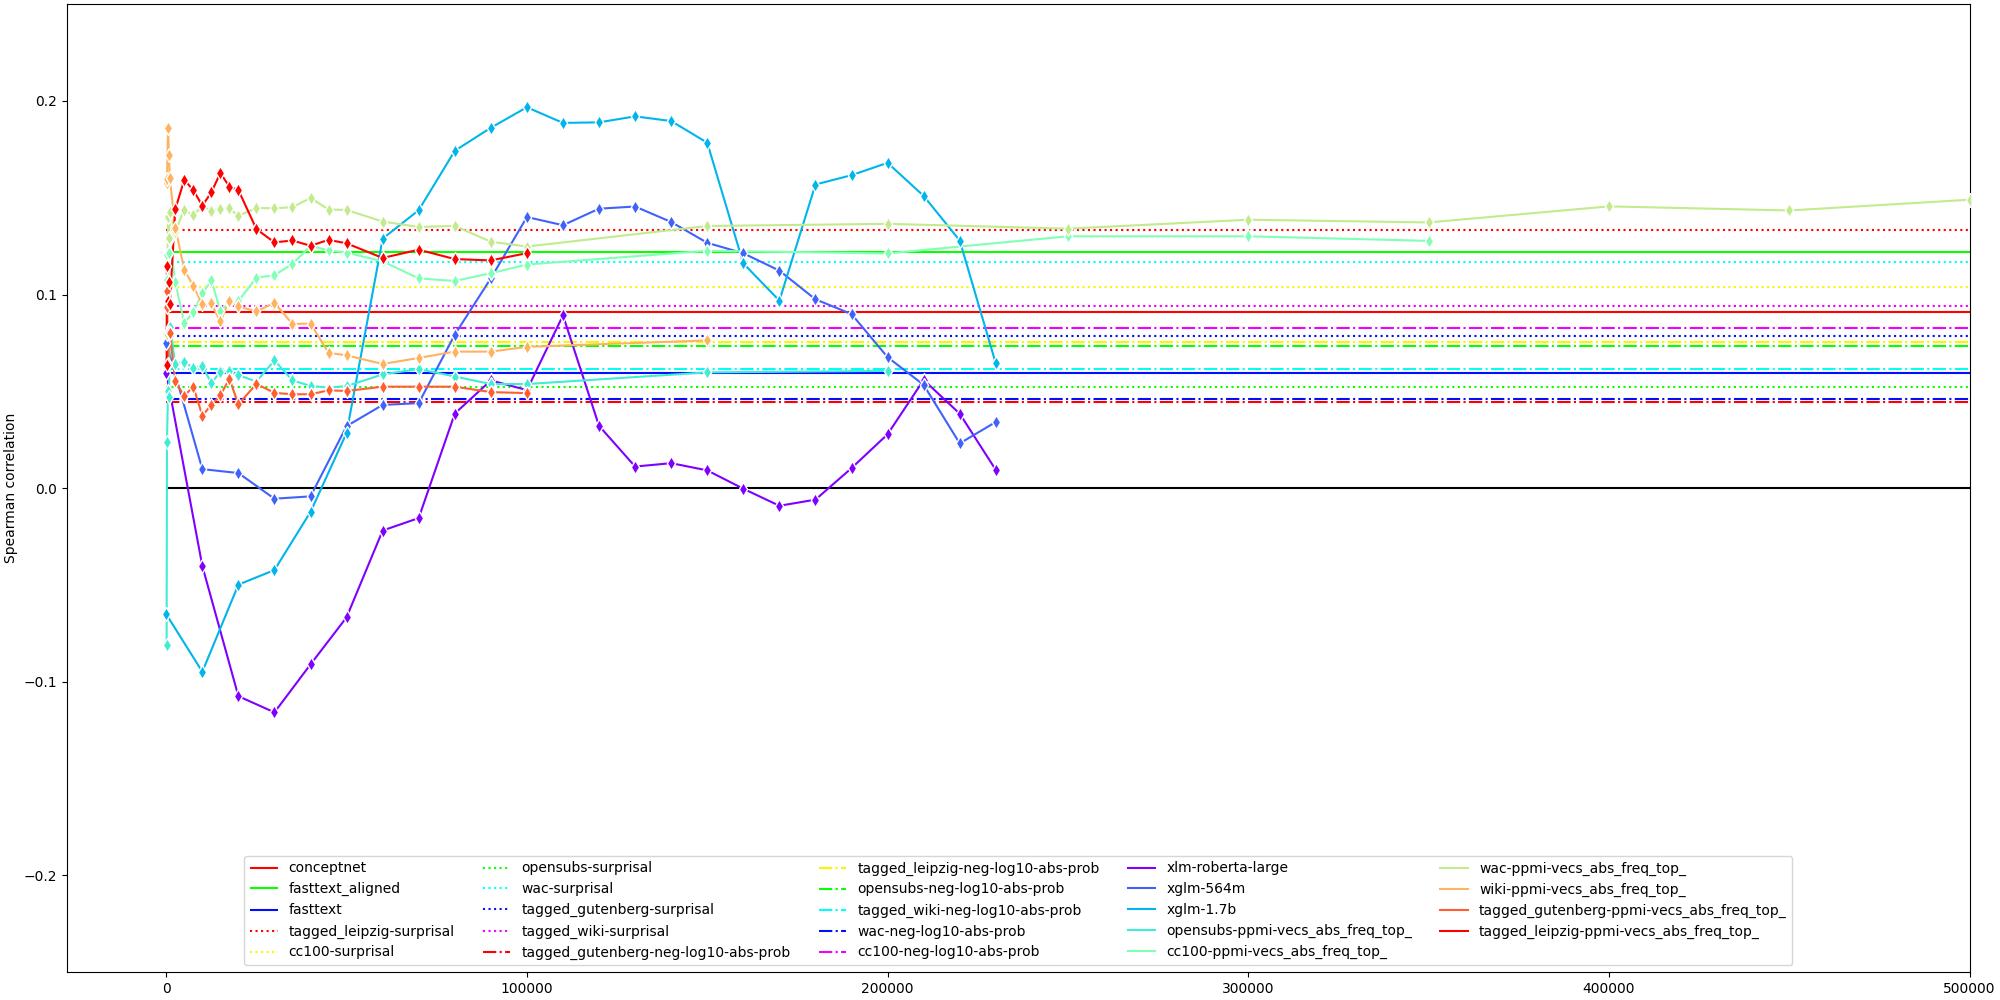 0.2
0.1
0.0
−0.1
−0.2
Spearman correlation
conceptnet
fasttext_aligned
fasttext
tagged_leipzig-surprisal
cc100-surprisal
opensubs-surprisal
wac-surprisal
tagged_gutenberg-surprisal
tagged_wiki-surprisal
tagged_gutenberg-neg-log10-abs-prob
tagged_leipzig-neg-log10-abs-prob
opensubs-neg-log10-abs-prob
tagged_wiki-neg-log10-abs-prob
wac-neg-log10-abs-prob
cc100-neg-log10-abs-prob
xlm-roberta-large
xglm-564m
xglm-1.7b
opensubs-ppmi-vecs_abs_freq_top_
cc100-ppmi-vecs_abs_freq_top_
wac-ppmi-vecs_abs_freq_top_
wiki-ppmi-vecs_abs_freq_top_
tagged_gutenberg-ppmi-vecs_abs_freq_top_
tagged_leipzig-ppmi-vecs_abs_freq_top_
0
100000
200000
300000
400000
500000